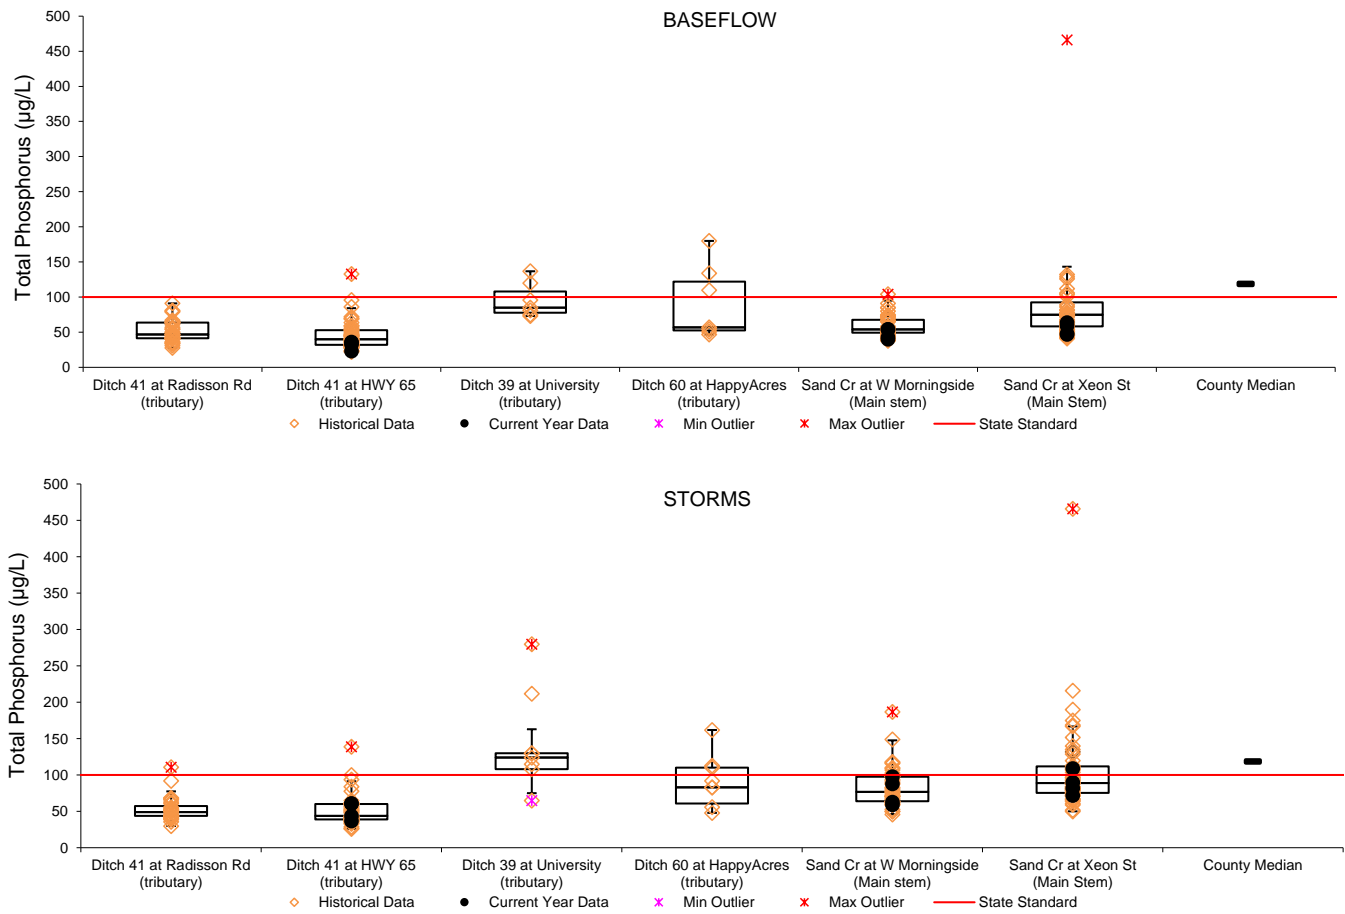 BASEFLOW
Total Phosphorus (µg/L)
500
450
400
350
300
250
200
150
100
50
0
Ditch 41 at Radisson Rd (tributary)
Ditch 41 at HWY 65 (tributary)
Ditch 39 at University (tributary)
Ditch 60 at HappyAcres (tributary)
Sand Cr at W Morningside (Main stem)
Sand Cr at Xeon St (Main Stem)
County Median
Historical Data
Current Year Data
Min Outlier
Max Outlier
State Standard
STORMS
Total Phosphorus (µg/L)
500
450
400
350
300
250
200
150
100
50
0
Ditch 41 at Radisson Rd (tributary)
Ditch 41 at HWY 65 (tributary)
Ditch 39 at University (tributary)
Ditch 60 at HappyAcres (tributary)
Sand Cr at W Morningside (Main stem)
Sand Cr at Xeon St (Main Stem)
County Median
Historical Data
Current Year Data
Min Outlier
Max Outlier
State Standard